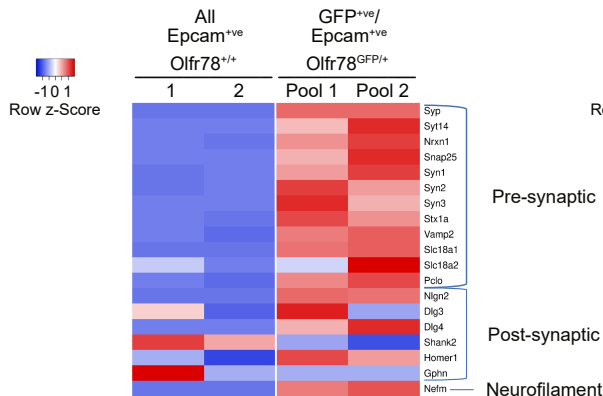 All
Epcam+ve
Olfr78+/+
1 2
GFP+ve/
Epcam+ve
Olfr78GFP/+
Pool 1 Pool 2
-1 0 1
Row z-Score
Ro
Syp
Syt14
Nrxn1
Snap25
Syn1
Syn2
Syn3
Stx1a
Vamp2
Slc18a1
Slc18a2
Pclo
Pre-synaptic
Nlgn2
Dlg3
Dlg4
Shank2
Homer1
Gphn
Post-synaptic
Nefm
Neurofilament